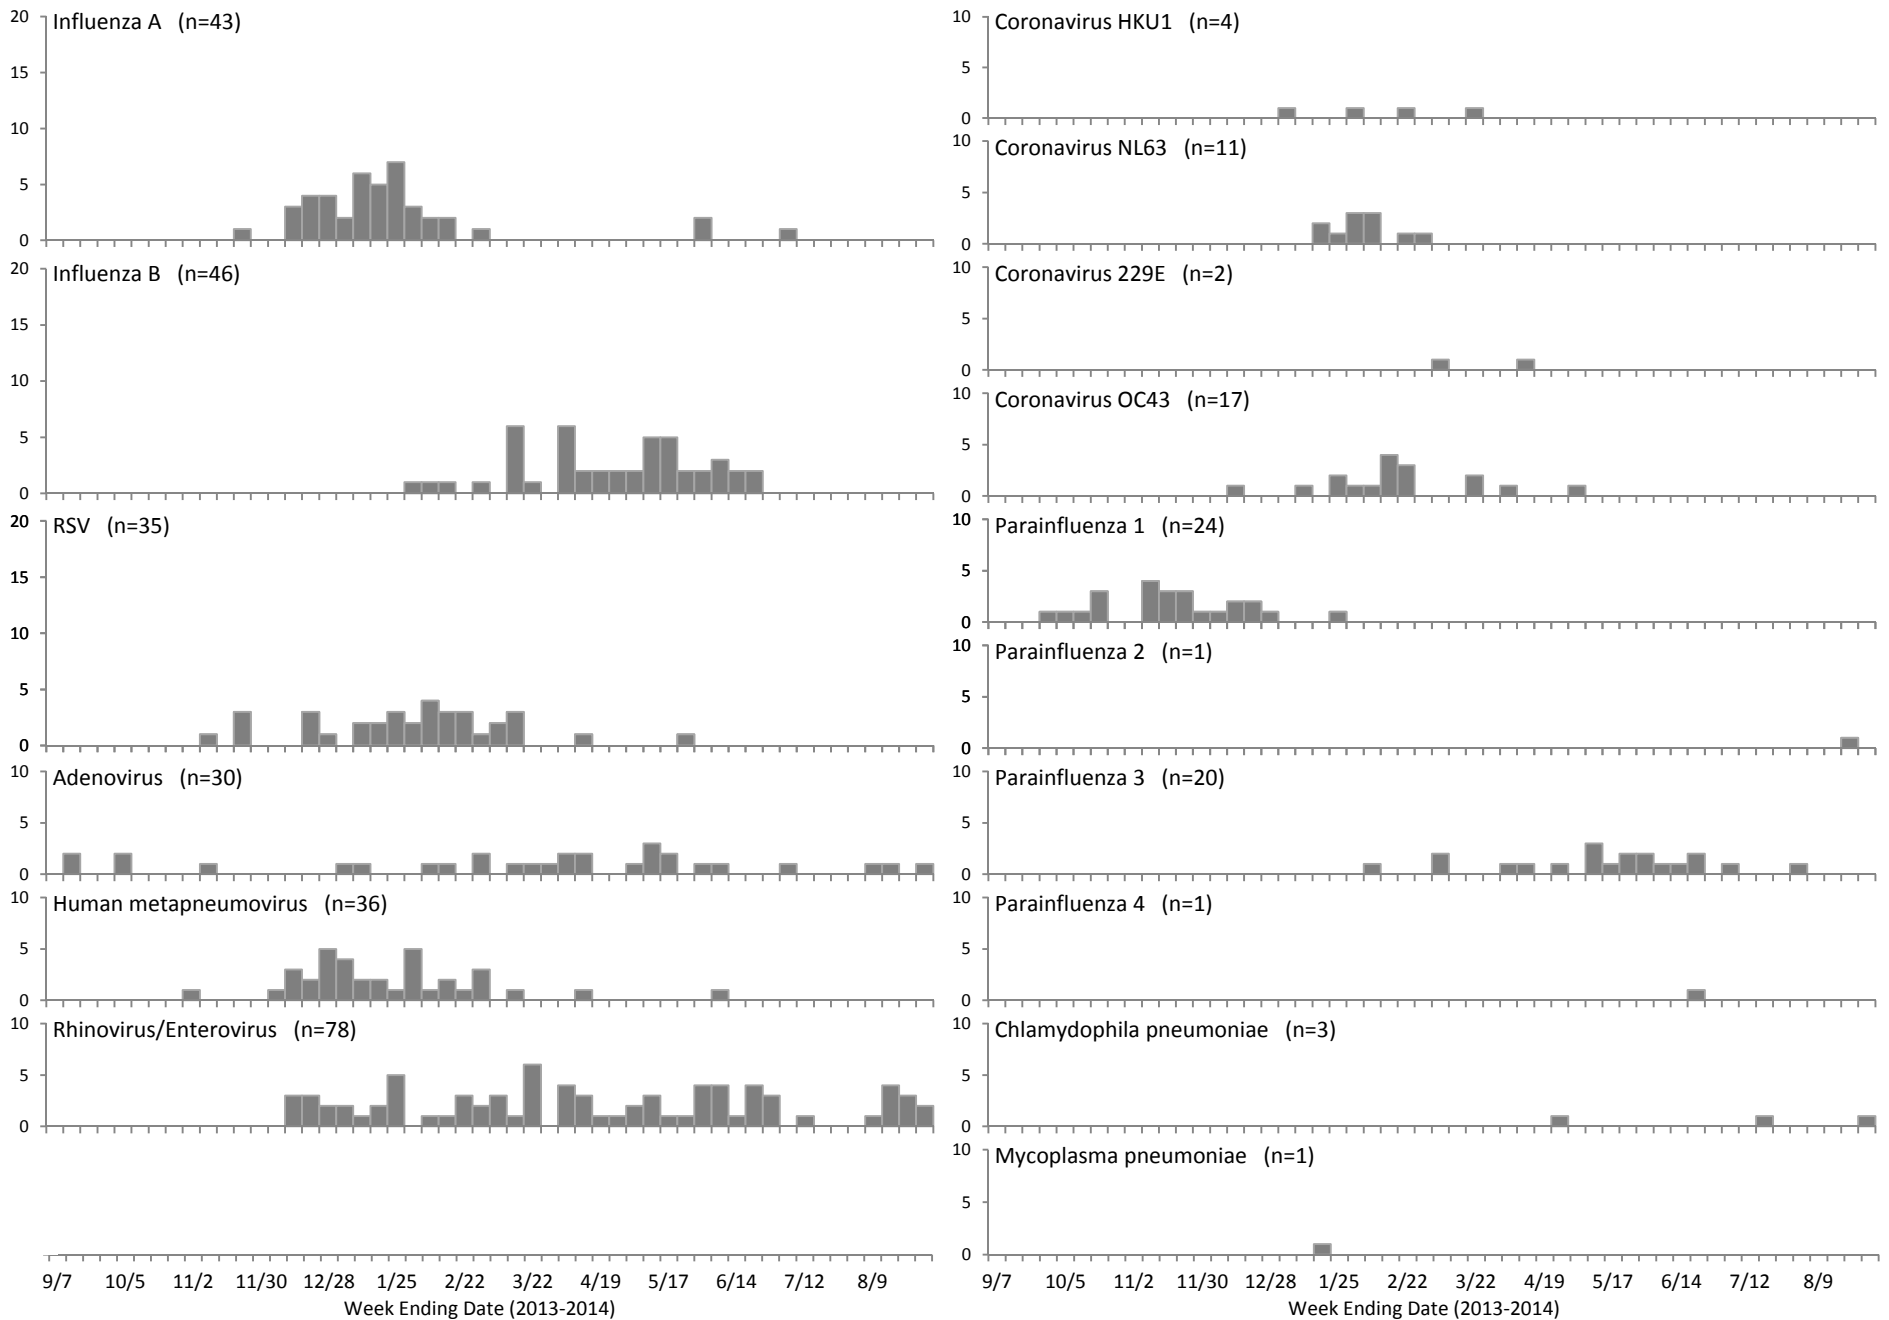 Influenza A (n=43)
20
15
10
5
0
Influenza B (n=46)
20
15
10
5
0
RSV (n=35)
20
15
10
5
0
Adenovirus (n=30)
10
5
0
Human metapneumovirus (n=36)
10
5
0
Rhinovirus/Enterovirus (n=78)
10
5
0
9/7 10/5 11/2 11/30 12/28 1/25 2/22 3/22 4/19 5/17 6/14 7/12 8/9
Week Ending Date (2013-2014)
Coronavirus HKU1 (n=4)
10
5
0
Coronavirus NL63 (n=11)
10
5
0
Coronavirus 229E (n=2)
10
5
0
Coronavirus OC43 (n=17)
10
5
0
Parainfluenza 1 (n=24)
10
5
0
Parainfluenza 2 (n=1)
10
5
0
Parainfluenza 3 (n=20)
10
5
0
Parainfluenza 4 (n=1)
10
5
0
Chlamydophila pneumoniae (n=3)
10
5
0
Mycoplasma pneumoniae (n=1)
10
5
0
9/7 10/5 11/2 11/30 12/28 1/25 2/22 3/22 4/19 5/17 6/14 7/12 8/9
Week Ending Date (2013-2014)